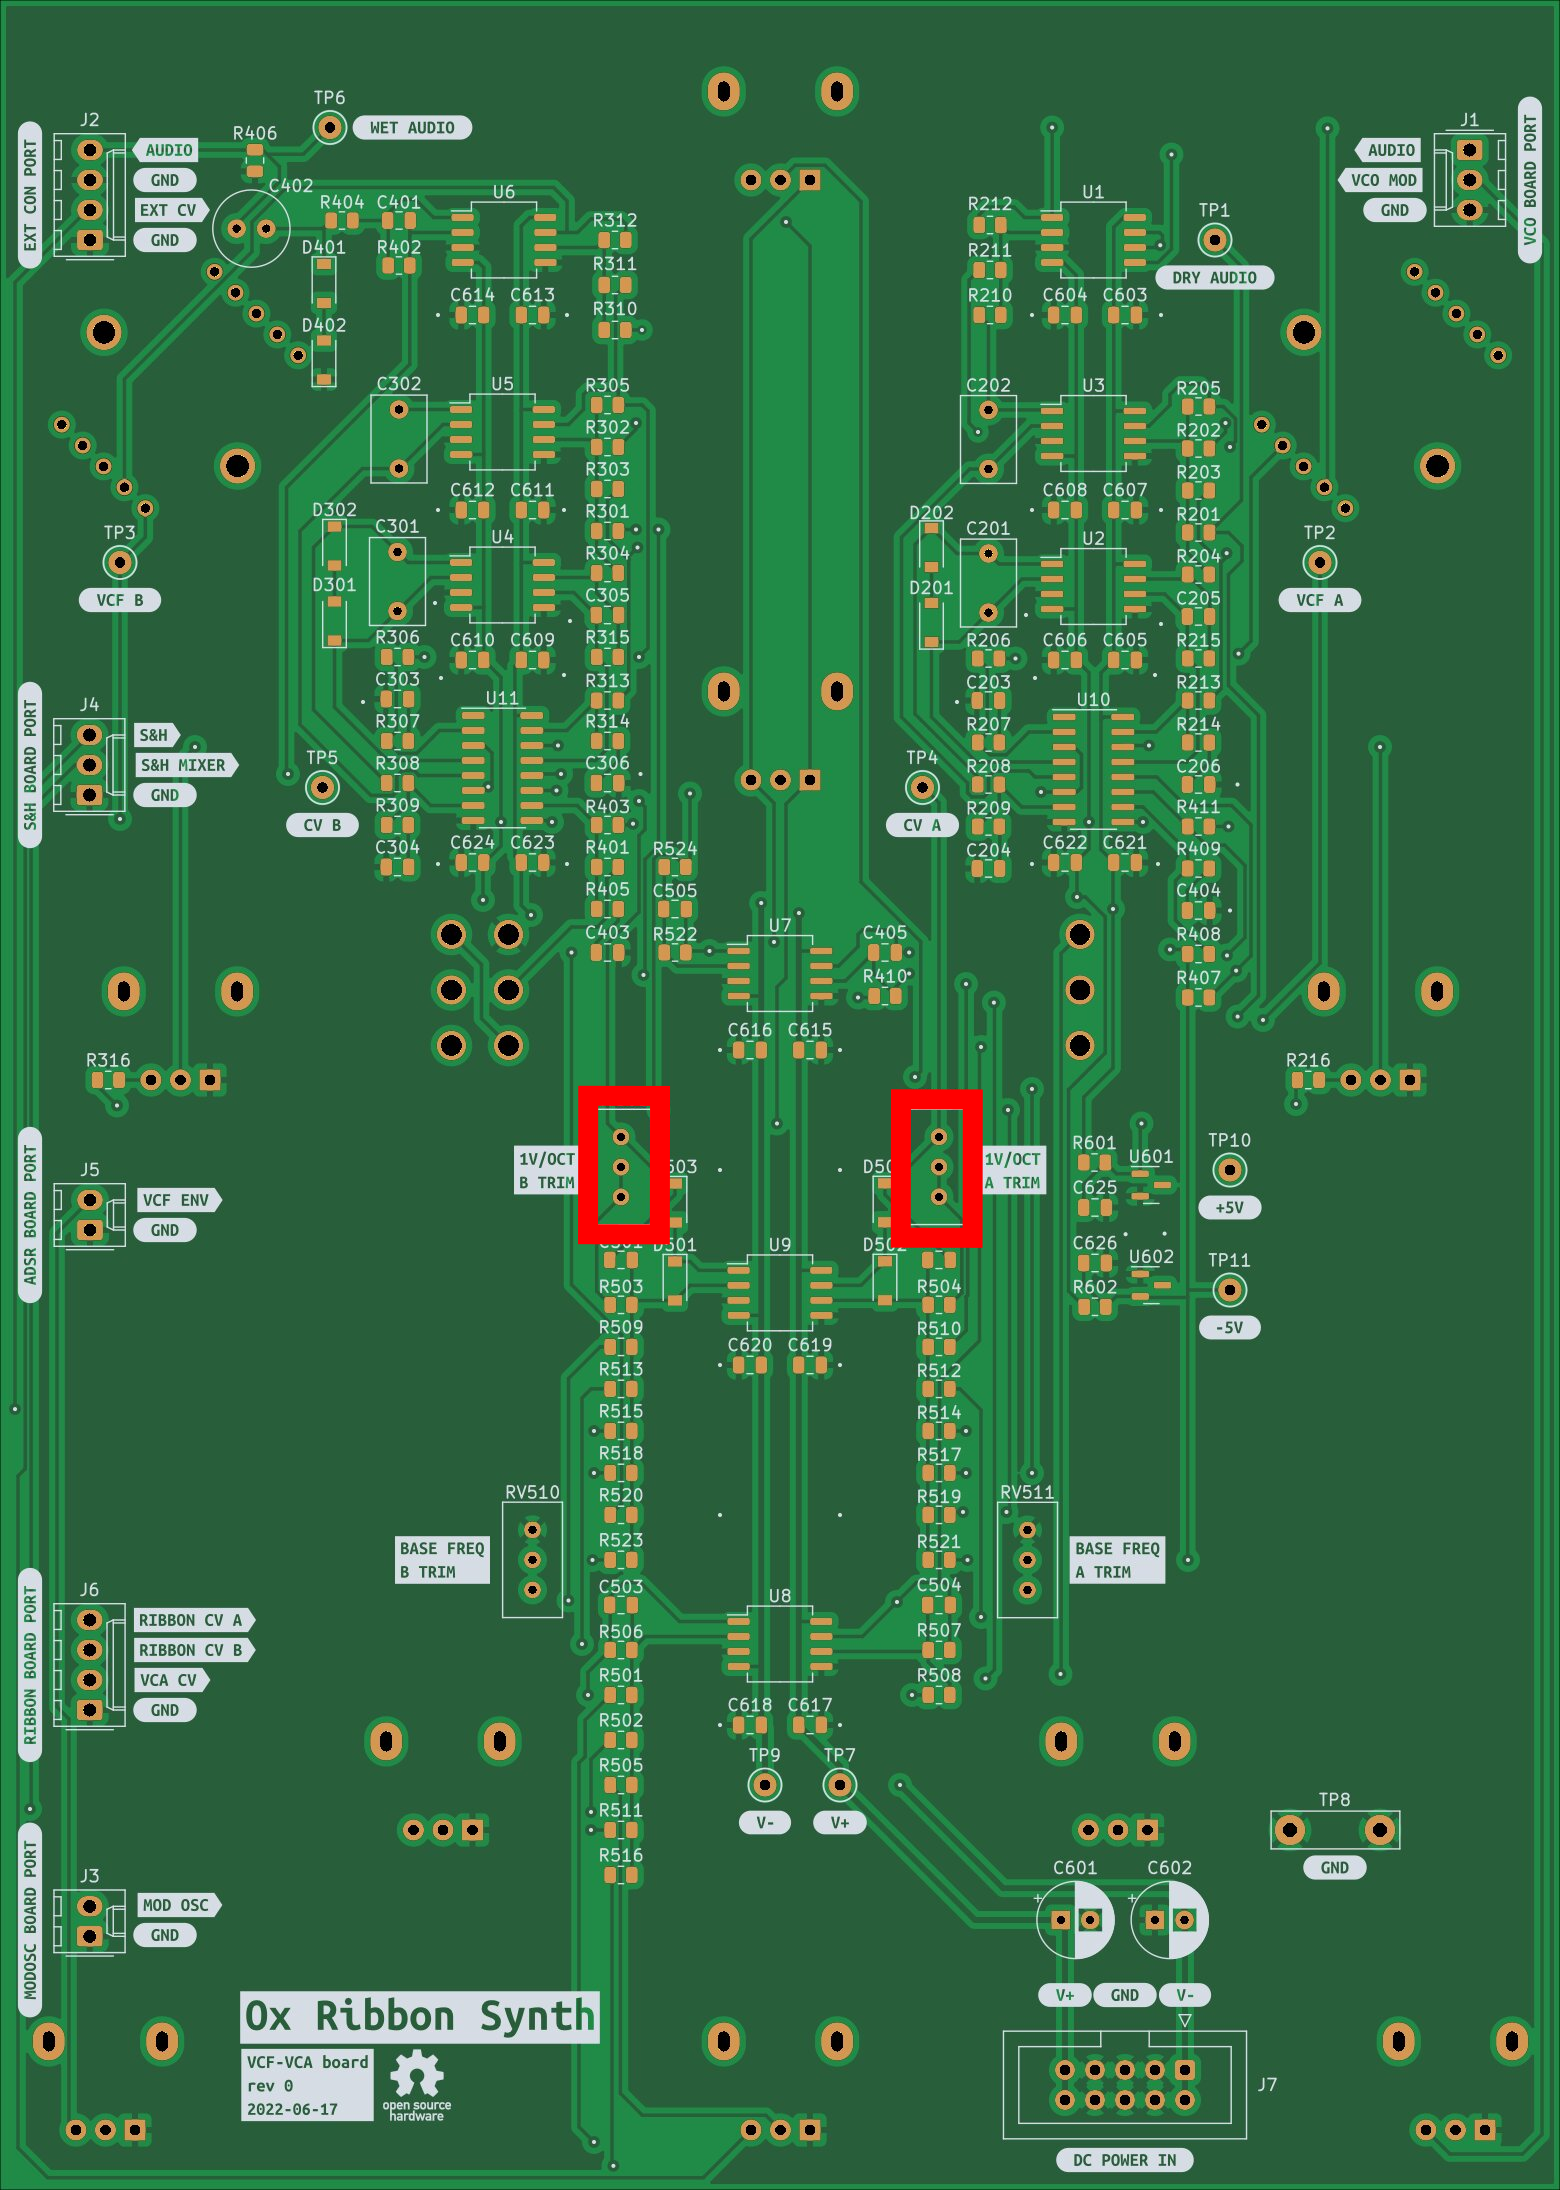 TP6
WET AUDIO
J2
R406
AUDIO
GND
EXT CV
GND
EXT CON PORT
C402
R404
C401
U6
D401
R402
R312
R311
C614
C613
R310
D402
J1
AUDIO
VCO MOD
GND
VCO BOARD PORT
R212
U1
TP1
R211
DRY AUDIO
R210
C604
C603
C302
U5
R305
R302
R303
C612
C611
D302
C301
U4
R301
R304
D301
C305
R306
C610
C609
R315
C303
U11
R313
R307
R314
R308
C306
R309
R403
C304
C624
C623
R401
R524
R405
C505
C403
R522
TP3
VCF B
C202
U3
R205
R202
R203
C608
C607
D202
C201
U2
R201
R204
D201
C205
R206
C606
C605
R215
C203
U10
R213
R207
R214
R208
C206
R209
R411
C204
C622
C621
R409
C404
R408
R407
TP2
VCF A
J4
S&H
S&H MIXER
GND
S&H BOARD PORT
TP5
CV B
TP4
CV A
U7
C405
R410
C616
C615
R316
R216
1V/OCT
B TRIM
1V/OCT
A TRIM
R601
U601
TP10
C625
+5V
C626
U602
TP11
R602
-5V
J5
VCF ENV
GND
ADSR BOARD PORT
D501
U9
D502
R503
R504
R509
R510
C620
C619
R513
R512
R515
R514
R518
R517
RV510
R520
R519
RV511
BASE FREQ
B TRIM
BASE FREQ
A TRIM
R523
R521
C503
U8
C504
R506
R507
R501
R508
C618
C617
R502
TP9
TP7
R505
V-
V+
R511
R516
J6
RIBBON CV A
RIBBON CV B
VCA CV
GND
RIBBON BOARD PORT
TP8
GND
C601
C602
+
+
V+
GND
V-
J7
DC POWER IN
J3
MOD OSC
GND
MODOSC BOARD PORT
Ox Ribbon Synth
VCF-VCA board
rev 0
2022-06-17
open source
hardware